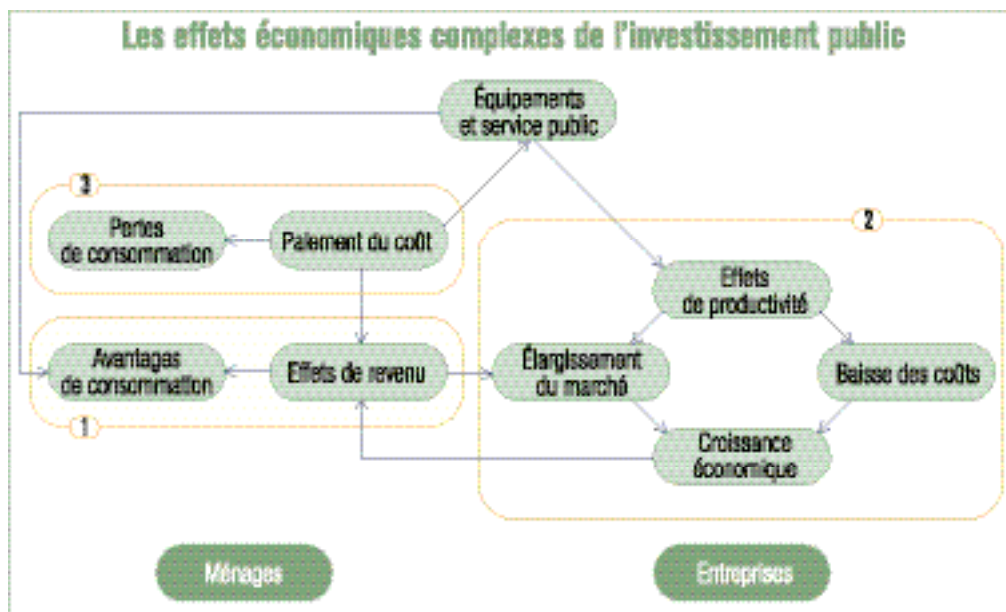 Les effets économiques complexes de l'investissement public
Équipements
et service public
3
Pertes
de consommation
Paiement du coût
2
Effets
de productivité
Avantages
de consommation
Effets de revenu
Élargissement
du marché
Baisse des coûts
1
Croissance
économique
Ménages
Entreprises